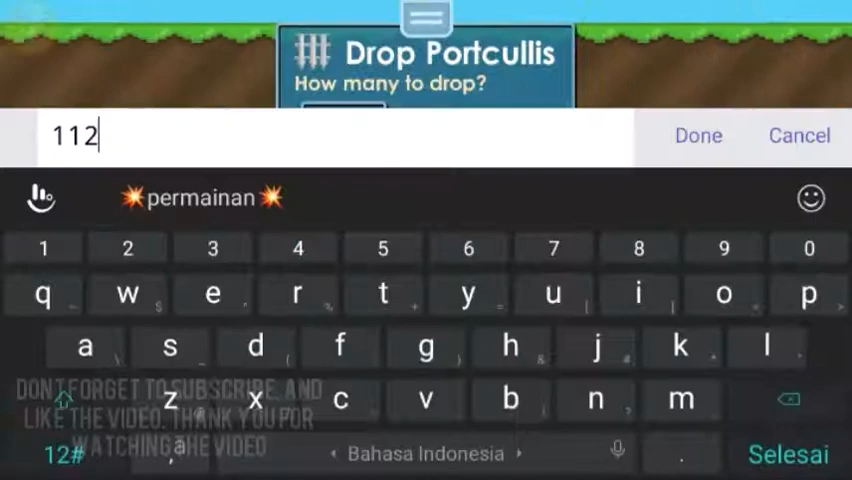 Drop Portcullis
How many to drop?
112
Done
Cancel
💥permainan💥
1 2 3 4 5 6 7 8 9 0
q w e r t y u i o p
a s d f g h j k l
z x c v b n m
DONT FORGET TO SUBSCRIBE, AND
LIKE THE VIDEO. THANK YOU FOR
WATCHING THE VIDEO
12#
,
Bahasa Indonesia
.
Selesai